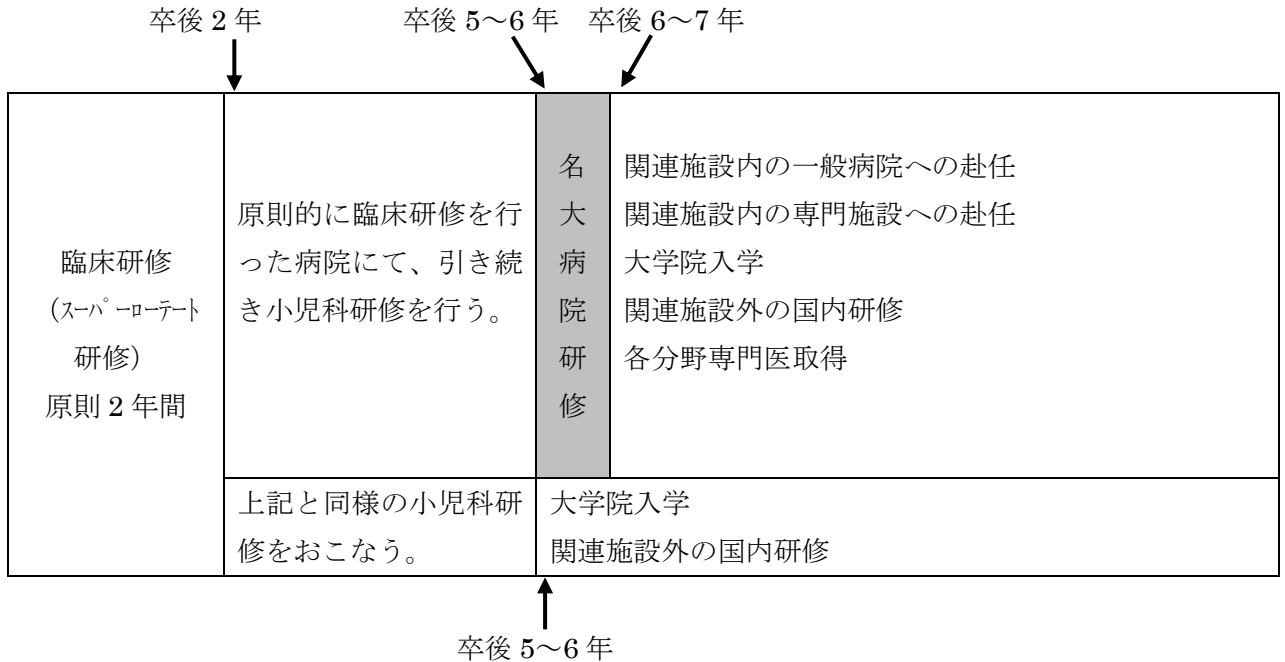 卒後 2 年
卒後 5～6 年
卒後 6～7 年
臨床研修
（ｽｰﾊﾟｰﾛｰﾃｰﾄ
研修）
原則 2 年間
原則的に臨床研修を行
った病院にて、引き続
き小児科研修を行う。
名
大
病
院
研
修
関連施設内の一般病院への赴任
関連施設内の専門施設への赴任
大学院入学
関連施設外の国内研修
各分野専門医取得
上記と同様の小児科研
修をおこなう。
大学院入学
関連施設外の国内研修
卒後 5～6 年